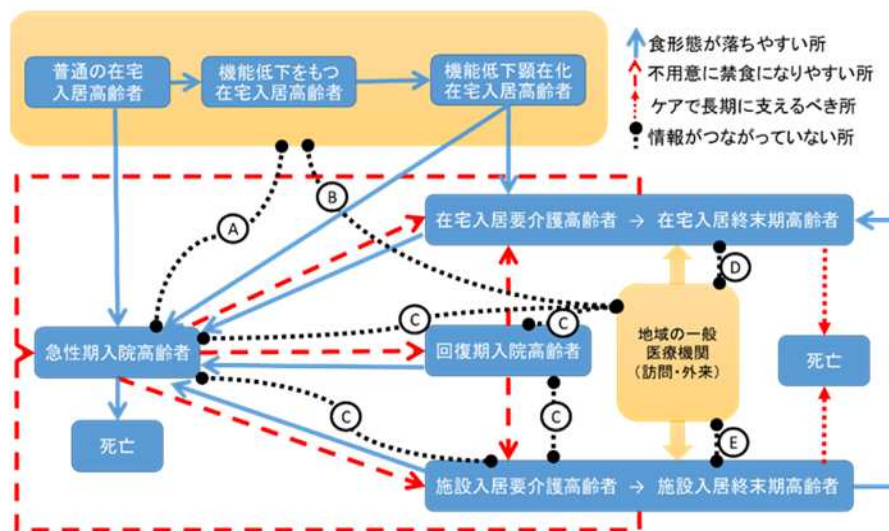 普通の在宅
入居高齢者
機能低下をもつ
在宅入居高齢者
機能低下顕在化
在宅入居高齢者
食形態が落ちやすい所
不用意に禁食になりやすい所
ケアで長期に支えるべき所
情報がつながっていない所
A
B
在宅入居要介護高齢者 → 在宅入居終末期高齢者
D
C
C
急性期入院高齢者
回復期入院高齢者
地域の一般
医療機関
（訪問・外来）
死亡
C
C
死亡
E
施設入居要介護高齢者 → 施設入居終末期高齢者